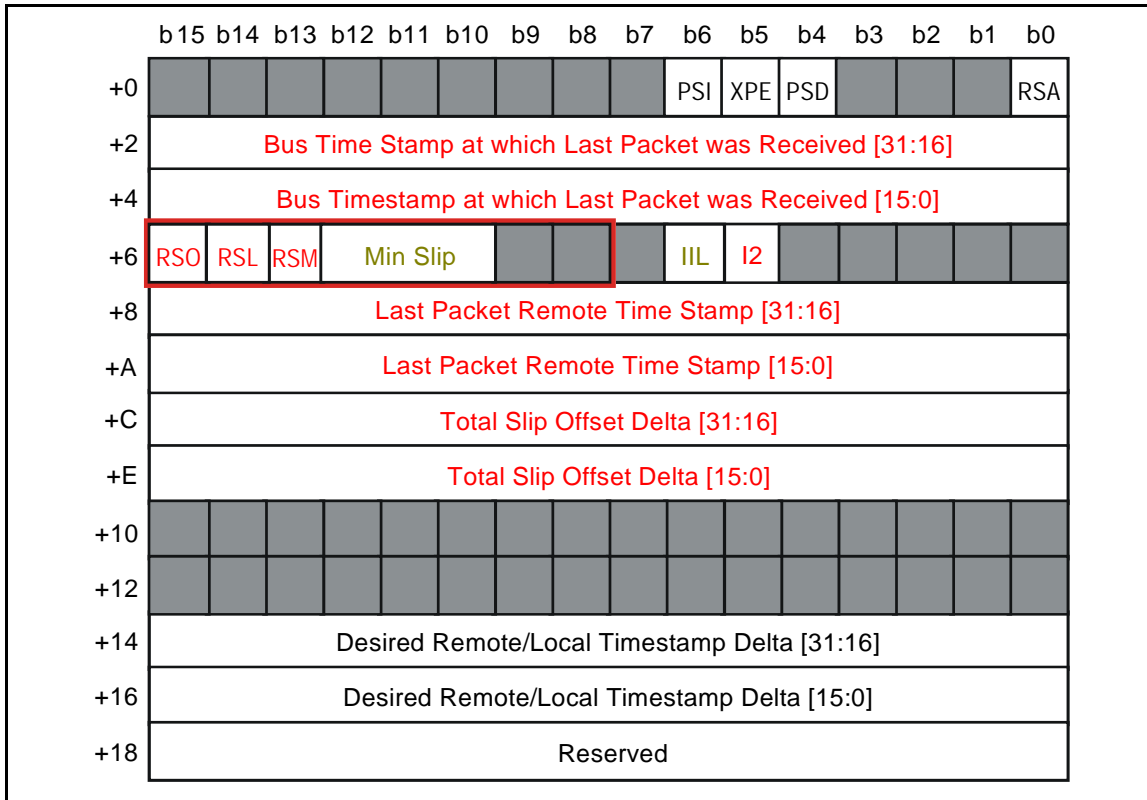 b15 b14 b13 b12 b11 b10 b9 b8 b7 b6 b5 b4 b3 b2 b1 b0
+0 PSI XPE PSD RSA
+2 Bus Time Stamp at which Last Packet was Received [31:16]
+4 Bus Timestamp at which Last Packet was Received [15:0]
+6 RSO RSL RSM Min Slip IIL I2
+8 Last Packet Remote Time Stamp [31:16]
+A Last Packet Remote Time Stamp [15:0]
+C Total Slip Offset Delta [31:16]
+E Total Slip Offset Delta [15:0]
+10
+12
+14 Desired Remote/Local Timestamp Delta [31:16]
+16 Desired Remote/Local Timestamp Delta [15:0]
+18 Reserved